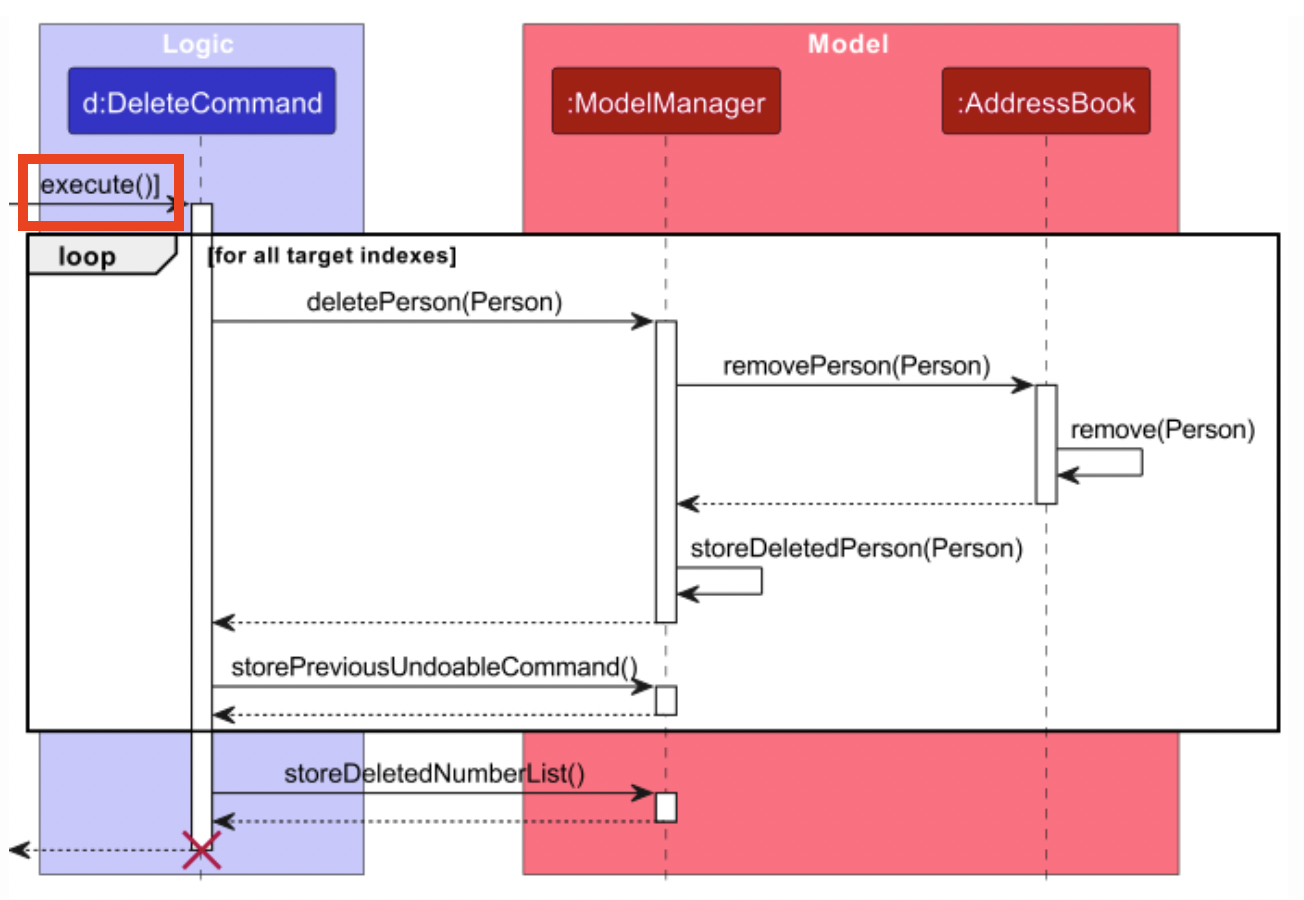 Logic
Model
d:DeleteCommand
:ModelManager
:AddressBook
execute()]
loop
[for all target indexes]
deletePerson(Person)
removePerson(Person)
remove(Person)
storeDeletedPerson(Person)
storePreviousUndoableCommand()
storeDeletedNumberList()